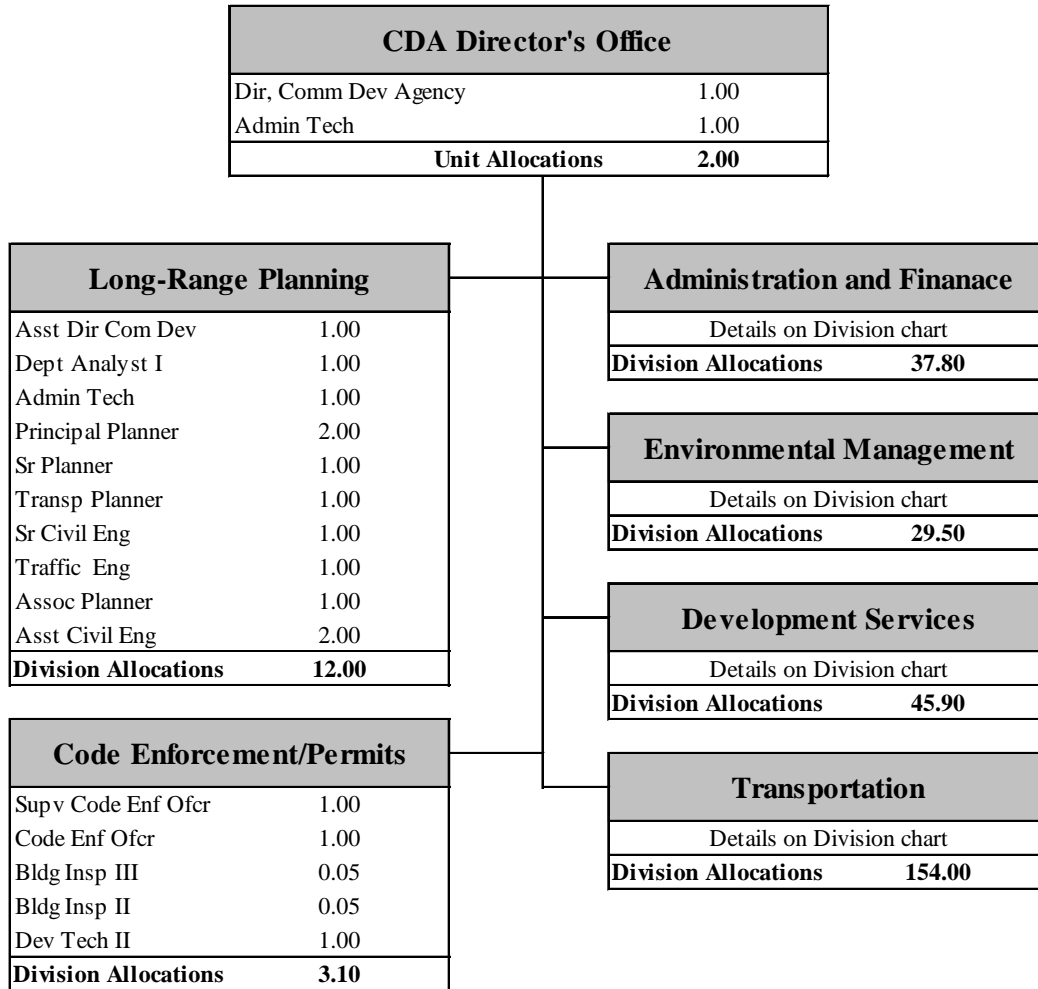 CDA Director's Office
Dir, Comm Dev Agency 1.00
Admin Tech 1.00
Unit Allocations 2.00
Long-Range Planning
Asst Dir Com Dev 1.00
Dept Analyst I 1.00
Admin Tech 1.00
Principal Planner 2.00
Sr Planner 1.00
Transp Planner 1.00
Sr Civil Eng 1.00
Traffic Eng 1.00
Assoc Planner 1.00
Asst Civil Eng 2.00
Division Allocations 12.00
Code Enforcement/Permits
Supv Code Enf Ofcr 1.00
Code Enf Ofcr 1.00
Bldg Insp III 0.05
Bldg Insp II 0.05
Dev Tech II 1.00
Division Allocations 3.10
Administration and Finanace
Details on Division chart
Division Allocations 37.80
Environmental Management
Details on Division chart
Division Allocations 29.50
Development Services
Details on Division chart
Division Allocations 45.90
Transportation
Details on Division chart
Division Allocations 154.00